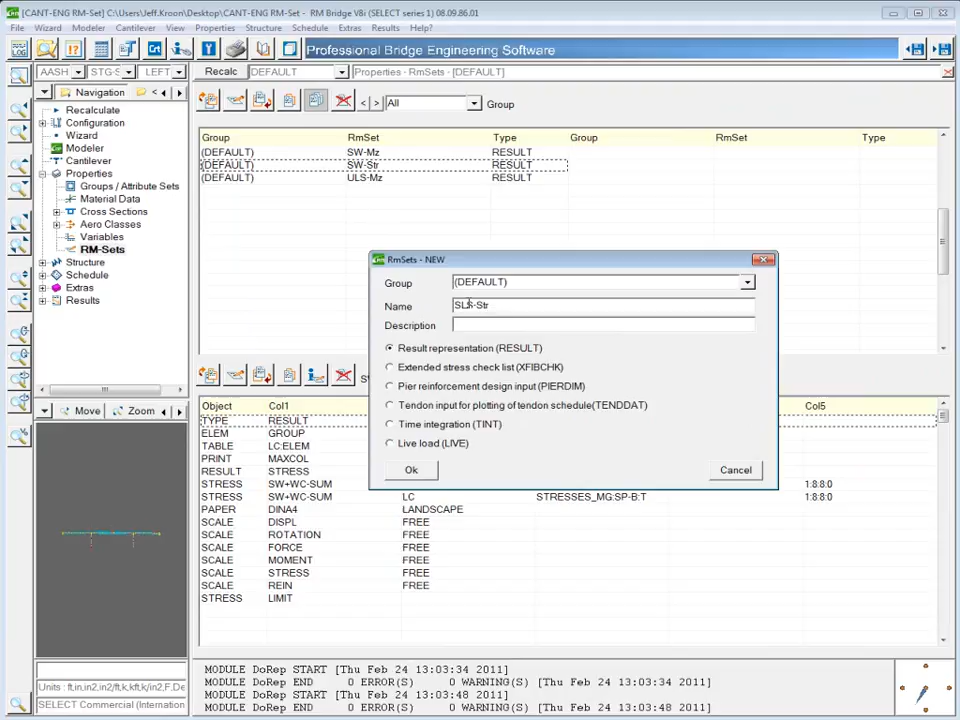 [CANT-ENG RM-Set] C:\Users\Jeff.Kroon\Desktop\CANT-ENG RM-Set - RM Bridge V8i (SELECT series 1) 08.09.86.01
File Wizard Modeler Cantilever View Properties Structure Schedule Extras Results Help?
Professional Bridge Engineering Software
AASH STG-S LEFT Recalc DEFAULT Properties - RmSets - [DEFAULT]
Navigation
All Group
Recalculate
Configuration
Wizard
Modeler
Cantilever
Properties
Groups / Attribute Sets
Material Data
Cross Sections
Aero Classes
Variables
RM-Sets
Structure
Schedule
Extras
Results
Group RmSet Type Group RmSet Type
(DEFAULT) SW-Mz RESULT
(DEFAULT) SW-Str RESULT
(DEFAULT) ULS-Mz RESULT
RmSets - NEW
Group (DEFAULT)
Name SLS-Str
Description
Result representation (RESULT)
Extended stress check list (XFIBCHK)
Pier reinforcement design input (PIERDIM)
Tendon input for plotting of tendon schedule(TENDDAT)
Time integration (TINT)
Live load (LIVE)
Ok Cancel
Object Col1 Col5
TYPE RESULT
ELEM GROUP
TABLE LC:ELEM
PRINT MAXCOL
RESULT STRESS
STRESS SW+WC-SUM 1:8:8:0
STRESS SW+WC-SUM LC STRESSES_MG:SP-B:T 1:8:8:0
PAPER DINA4 LANDSCAPE
SCALE DISPL FREE
SCALE ROTATION FREE
SCALE FORCE FREE
SCALE MOMENT FREE
SCALE STRESS FREE
SCALE REIN FREE
STRESS LIMIT
Move Zoom
Units : ft,in,in2,in2/ft,k,kft,k/in2,F,De
SELECT Commercial (Internation
MODULE DoRep START [Thu Feb 24 13:03:34 2011]
MODULE DoRep END 0 ERROR(S) 0 WARNING(S) [Thu Feb 24 13:03:34 2011]
MODULE DoRep START [Thu Feb 24 13:03:48 2011]
MODULE DoRep END 0 ERROR(S) 0 WARNING(S) [Thu Feb 24 13:03:48 2011]